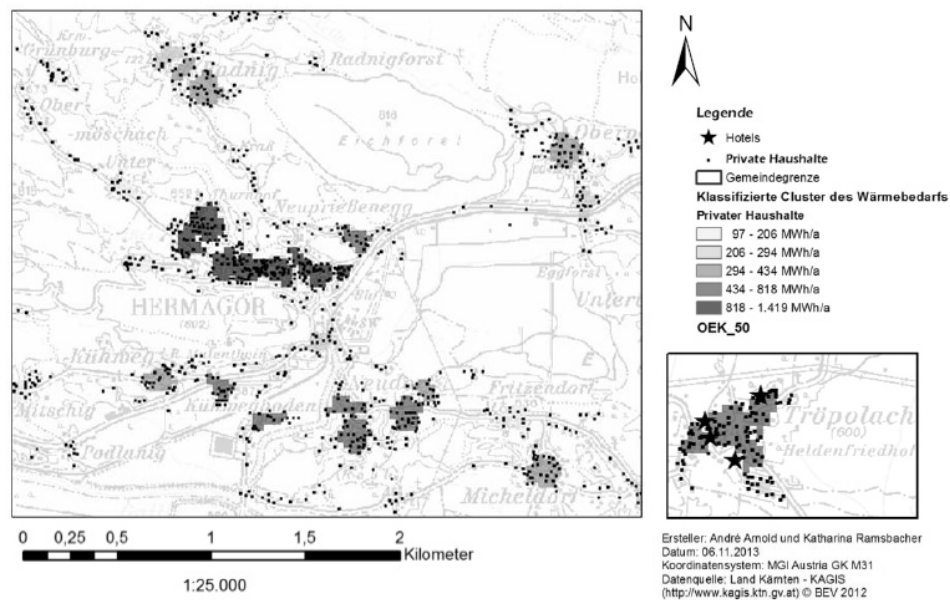 Grünburg
Radnig
Radnigforst
Ober
-möschach
816
Eichforst
Unter
Neuprießenegg
Eggforst
HERMAGOR
(602)
Kühweg
Mitschig
Kühwegboden
Fritzendorf
Podlanig
Micheldorf
0 0,25 0,5 1 1,5 2
Kilometer
1:25.000
N
Legende
Hotels
Private Haushalte
Gemeindegrenze
Klassifizierte Cluster des Wärmebedarfs
Privater Haushalte
97 - 206 MWh/a
206 - 294 MWh/a
294 - 434 MWh/a
434 - 818 MWh/a
818 - 1.419 MWh/a
OEK_50
Tröpolach
(600)
Heldenfriedhof
Ersteller: André Arnold und Katharina Ramsbacher
Datum: 06.11.2013
Koordinatensystem: MGI Austria GK M31
Datenquelle: Land Kärnten - KAGIS
(http://www.kagis.ktn.gv.at) © BEV 2012